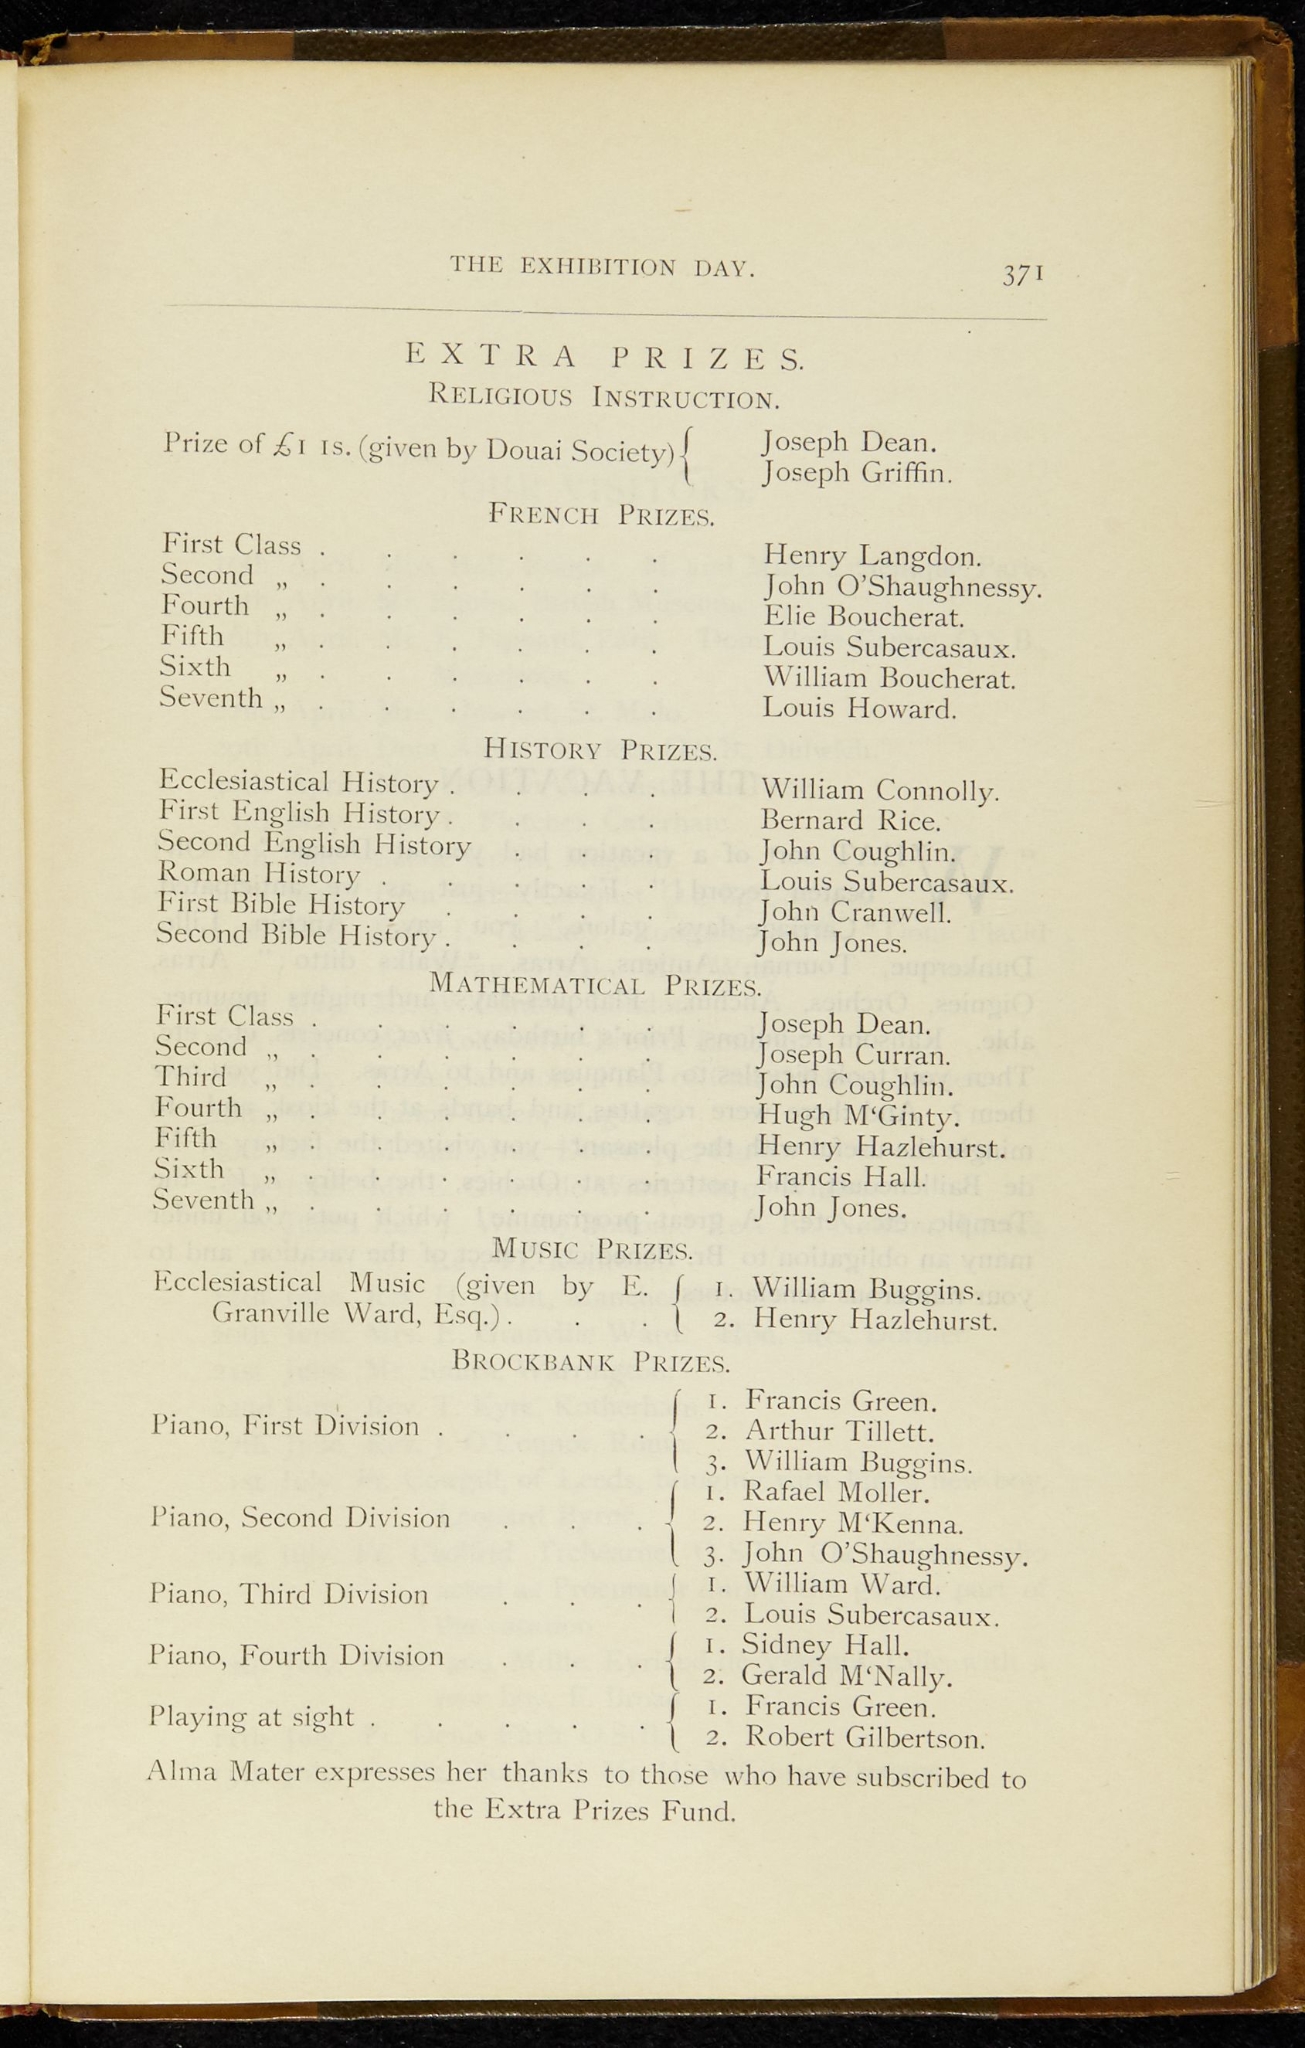 THE EXHIBITION DAY. 371
EXTRA PRIZES.
RELIGIOUS INSTRUCTION.
Prize of £1 1s. (given by Douai Society) { Joseph Dean.
Joseph Griffin.
FRENCH PRIZES.
First Class . . . . . . Henry Langdon.
Second „ . . . . . . John O'Shaughnessy.
Fourth „ . . . . . . Elie Boucherat.
Fifth „ . . . . . . Louis Subercasaux.
Sixth „ . . . . . . William Boucherat.
Seventh „ . . . . . . Louis Howard.
HISTORY PRIZES.
Ecclesiastical History . . . . William Connolly.
First English History . . . . Bernard Rice.
Second English History . . . John Coughlin.
Roman History . . . . . Louis Subercasaux.
First Bible History . . . . John Cranwell.
Second Bible History . . . . John Jones.
MATHEMATICAL PRIZES.
First Class . . . . . . Joseph Dean.
Second „ . . . . . . Joseph Curran.
Third „ . . . . . . John Coughlin.
Fourth „ . . . . . . Hugh M‘Ginty.
Fifth „ . . . . . . Henry Hazlehurst.
Sixth „ . . . . . . Francis Hall.
Seventh „ . . . . . . John Jones.
MUSIC PRIZES.
Ecclesiastical Music (given by E. { 1. William Buggins.
Granville Ward, Esq.) . . . 2. Henry Hazlehurst.
BROCKBANK PRIZES.
1. Francis Green.
Piano, First Division . . . . { 2. Arthur Tillett.
3. William Buggins.
1. Rafael Moller.
Piano, Second Division . . . { 2. Henry M‘Kenna.
3. John O'Shaughnessy.
Piano, Third Division . . . { 1. William Ward.
2. Louis Subercasaux.
Piano, Fourth Division . . . { 1. Sidney Hall.
2. Gerald M‘Nally.
Playing at sight . . . . . { 1. Francis Green.
2. Robert Gilbertson.
Alma Mater expresses her thanks to those who have subscribed to
the Extra Prizes Fund.